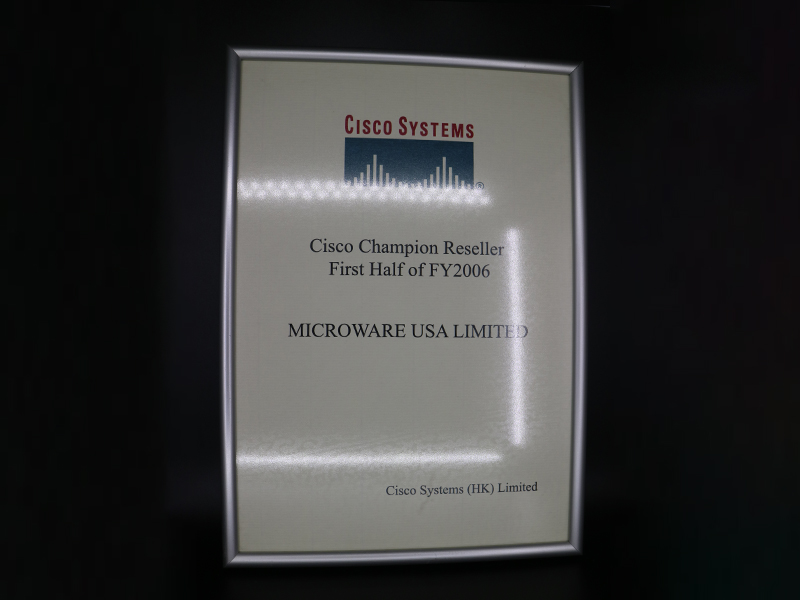 CISCO SYSTEMS
®
Cisco Champion Reseller
First Half of FY2006
MICROWARE USA LIMITED
Cisco Systems (HK) Limited